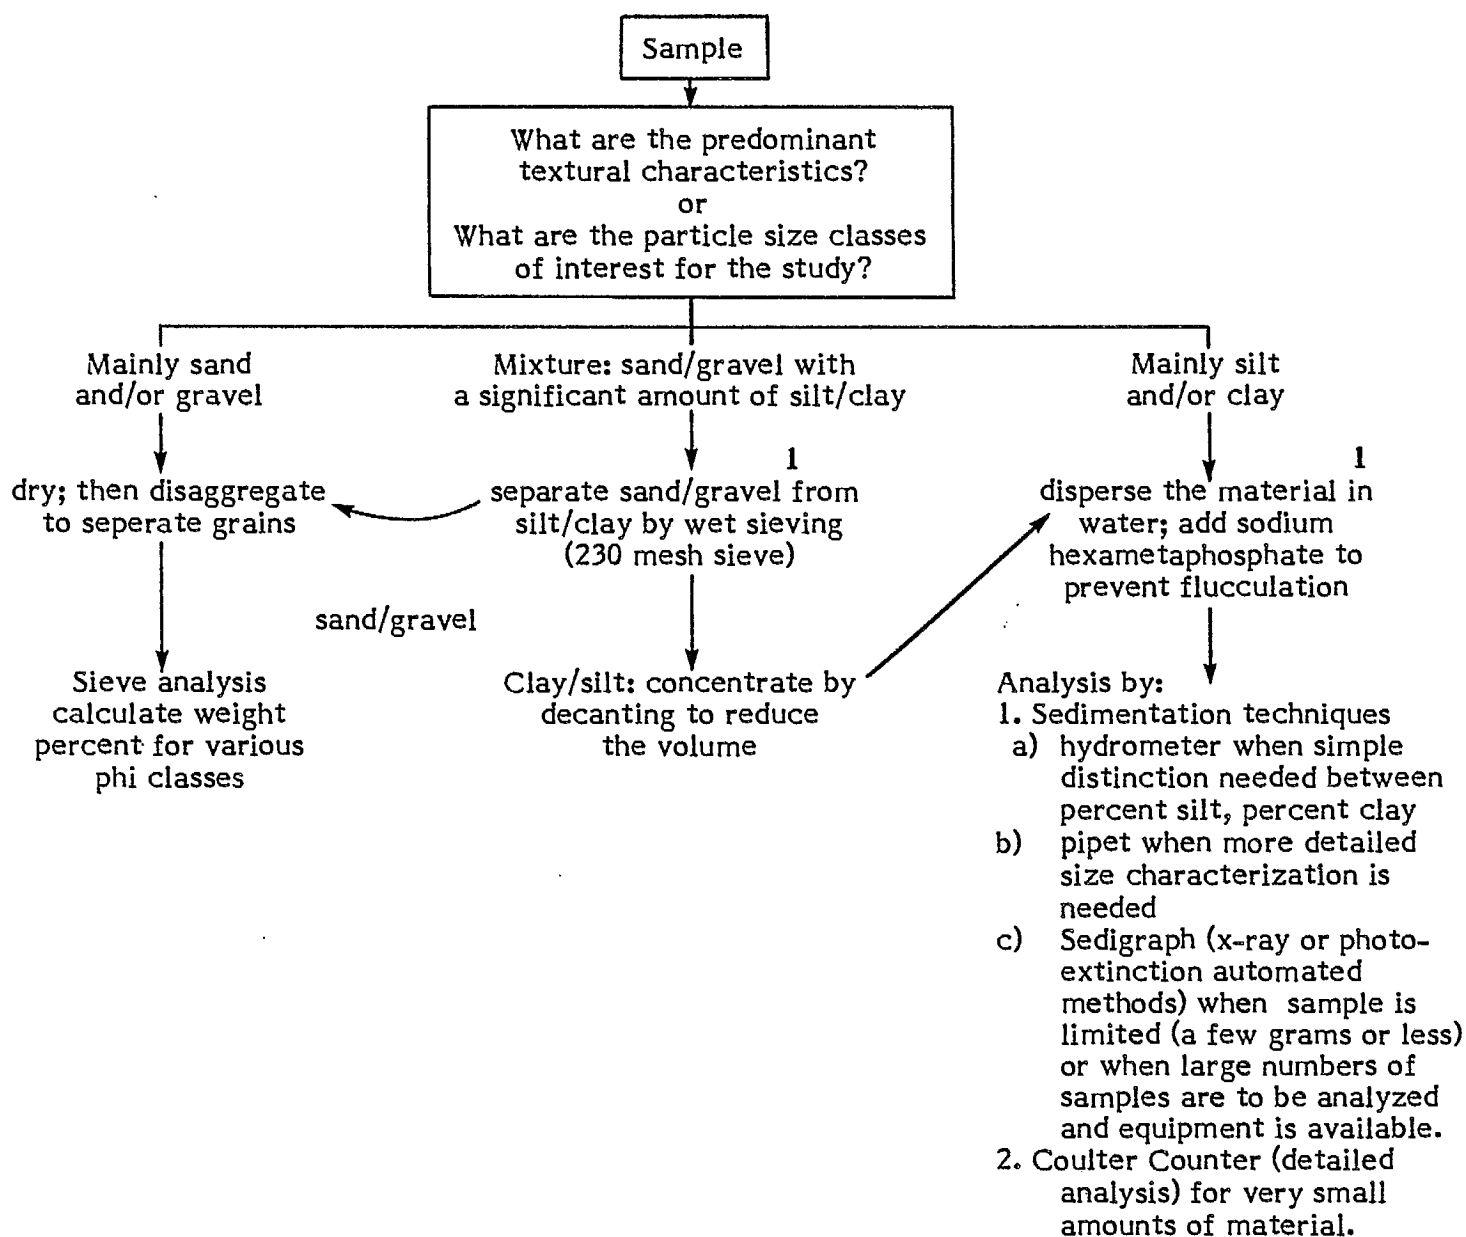 Sample
What are the predominant
textural characteristics?
or
What are the particle size classes
of interest for the study?
Mainly sand
and/or gravel
dry; then disaggregate
to seperate grains
Sieve analysis
calculate weight
percent for various
phi classes
Mixture: sand/gravel with
a significant amount of silt/clay
1
separate sand/gravel from
silt/clay by wet sieving
(230 mesh sieve)
sand/gravel
Clay/silt: concentrate by
decanting to reduce
the volume
Mainly silt
and/or clay
1
disperse the material in
water; add sodium
hexametaphosphate to
prevent flucculation
Analysis by:
1. Sedimentation techniques
a) hydrometer when simple
distinction needed between
percent silt, percent clay
b) pipet when more detailed
size characterization is
needed
c) Sedigraph (x-ray or photo-
extinction automated
methods) when sample is
limited (a few grams or less)
or when large numbers of
samples are to be analyzed
and equipment is available.
2. Coulter Counter (detailed
analysis) for very small
amounts of material.